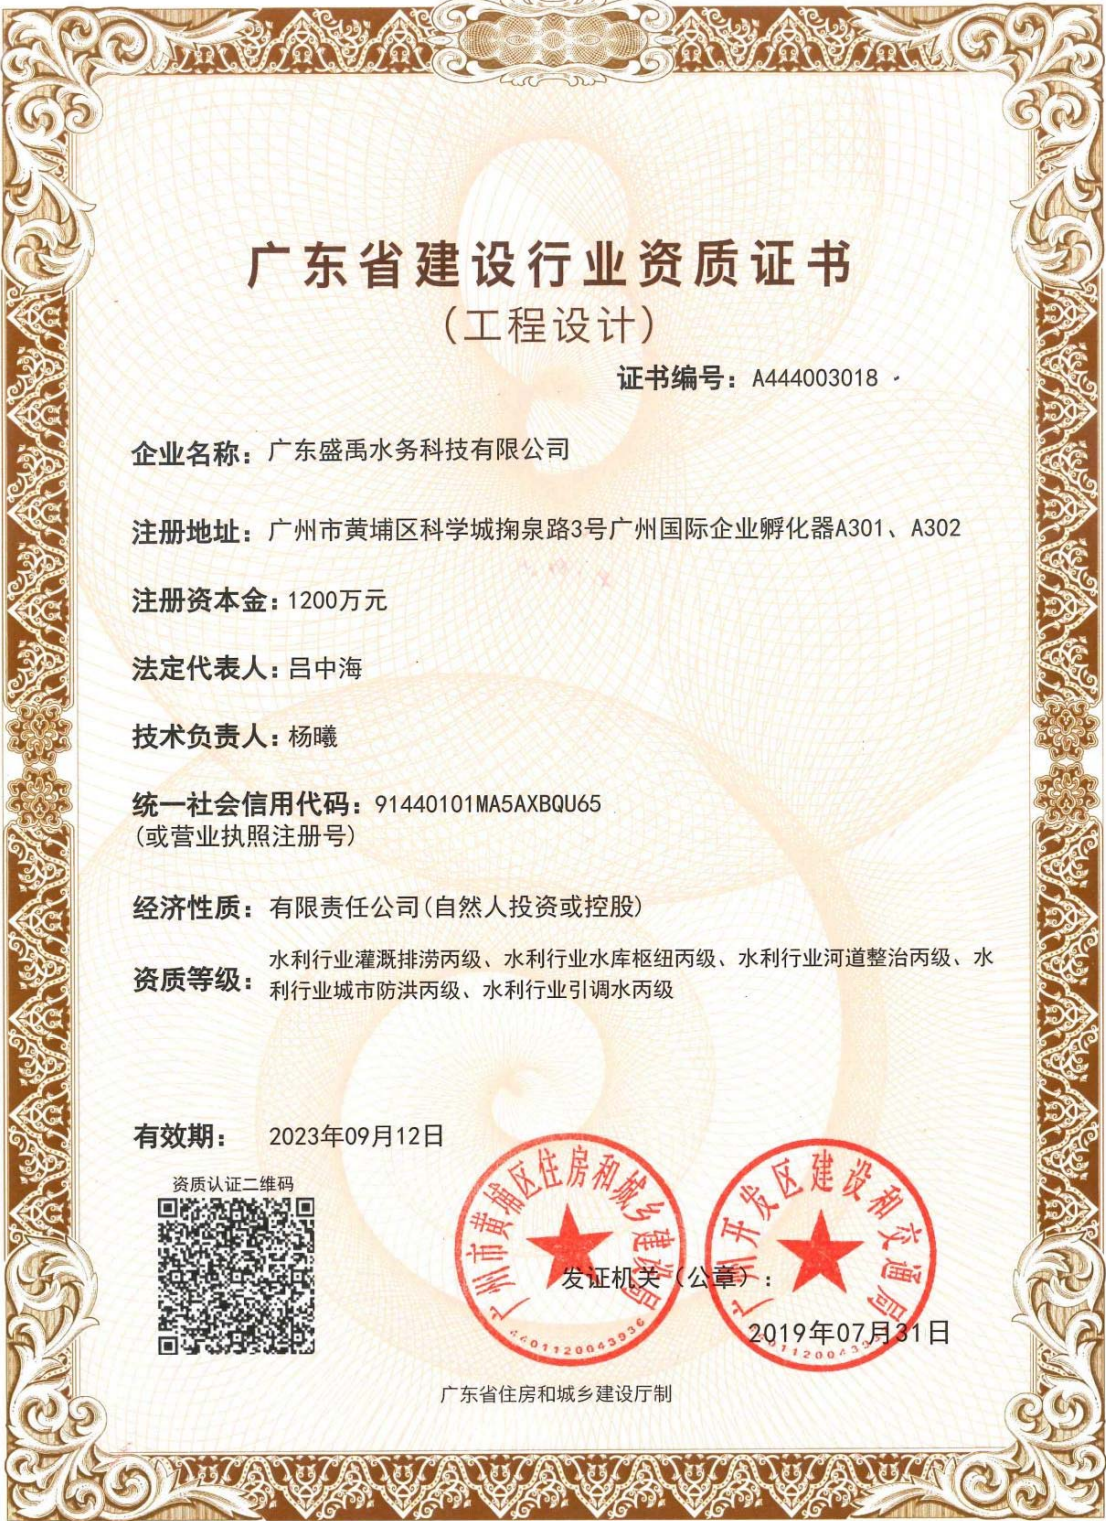 广东省建设行业资质证书
（工程设计）
证书编号：A444003018
企业名称：广东盛禹水务科技有限公司
注册地址：广州市黄埔区科学城掬泉路3号广州国际企业孵化器A301、A302
注册资本金：1200万元
法定代表人：吕中海
技术负责人：杨曦
统一社会信用代码：91440101MA5AXBQU65
(或营业执照注册号)
经济性质：有限责任公司(自然人投资或控股)
资质等级：水利行业灌溉排涝丙级、水利行业水库枢纽丙级、水利行业河道整治丙级、水
利行业城市防洪丙级、水利行业引调水丙级
有效期：2023年09月12日
资质认证二维码
广州市黄埔区住房和城乡建设局
4401120043936
广州开发区建设和交通局
发证机关（公章）：
2019年07月31日
广东省住房和城乡建设厅制